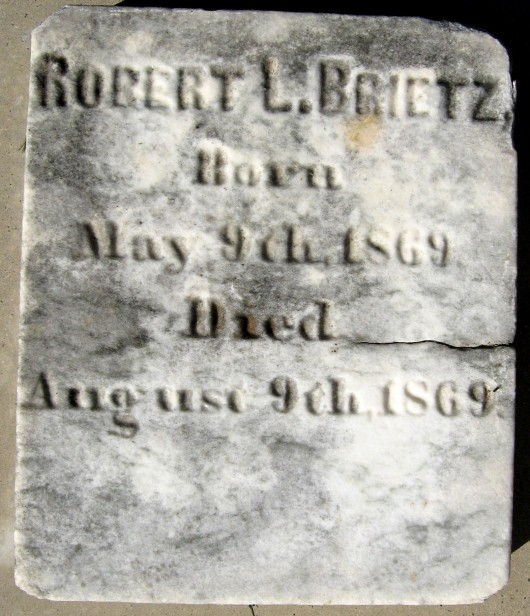 ROBERT L. BRIETZ,
Born
May 9th, 1869
Died
August 9th, 1869.